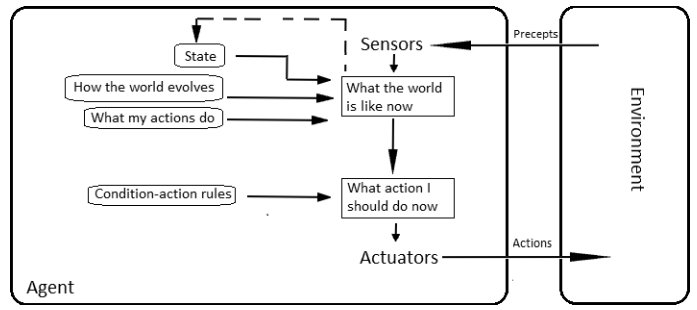 Sensors
Precepts
State
How the world evolves
What the world
is like now
What my actions do
Environment
Condition-action rules
What action I
should do now
Actuators
Actions
Agent